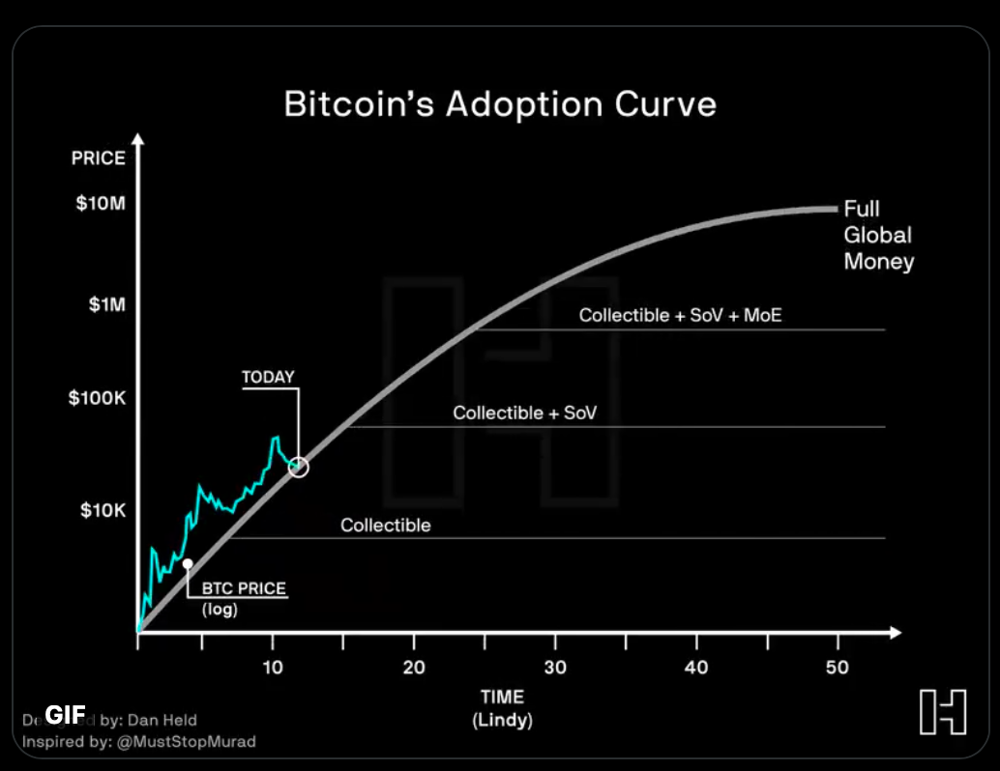 Bitcoin's Adoption Curve
PRICE
$10M
$1M
$100K
$10K
Full
Global
Money
Collectible + SoV + MoE
Collectible + SoV
Collectible
TODAY
BTC PRICE
(log)
10 20 30 40 50
TIME
(Lindy)
GIF
by: Dan Held
Inspired by: @MustStopMurad